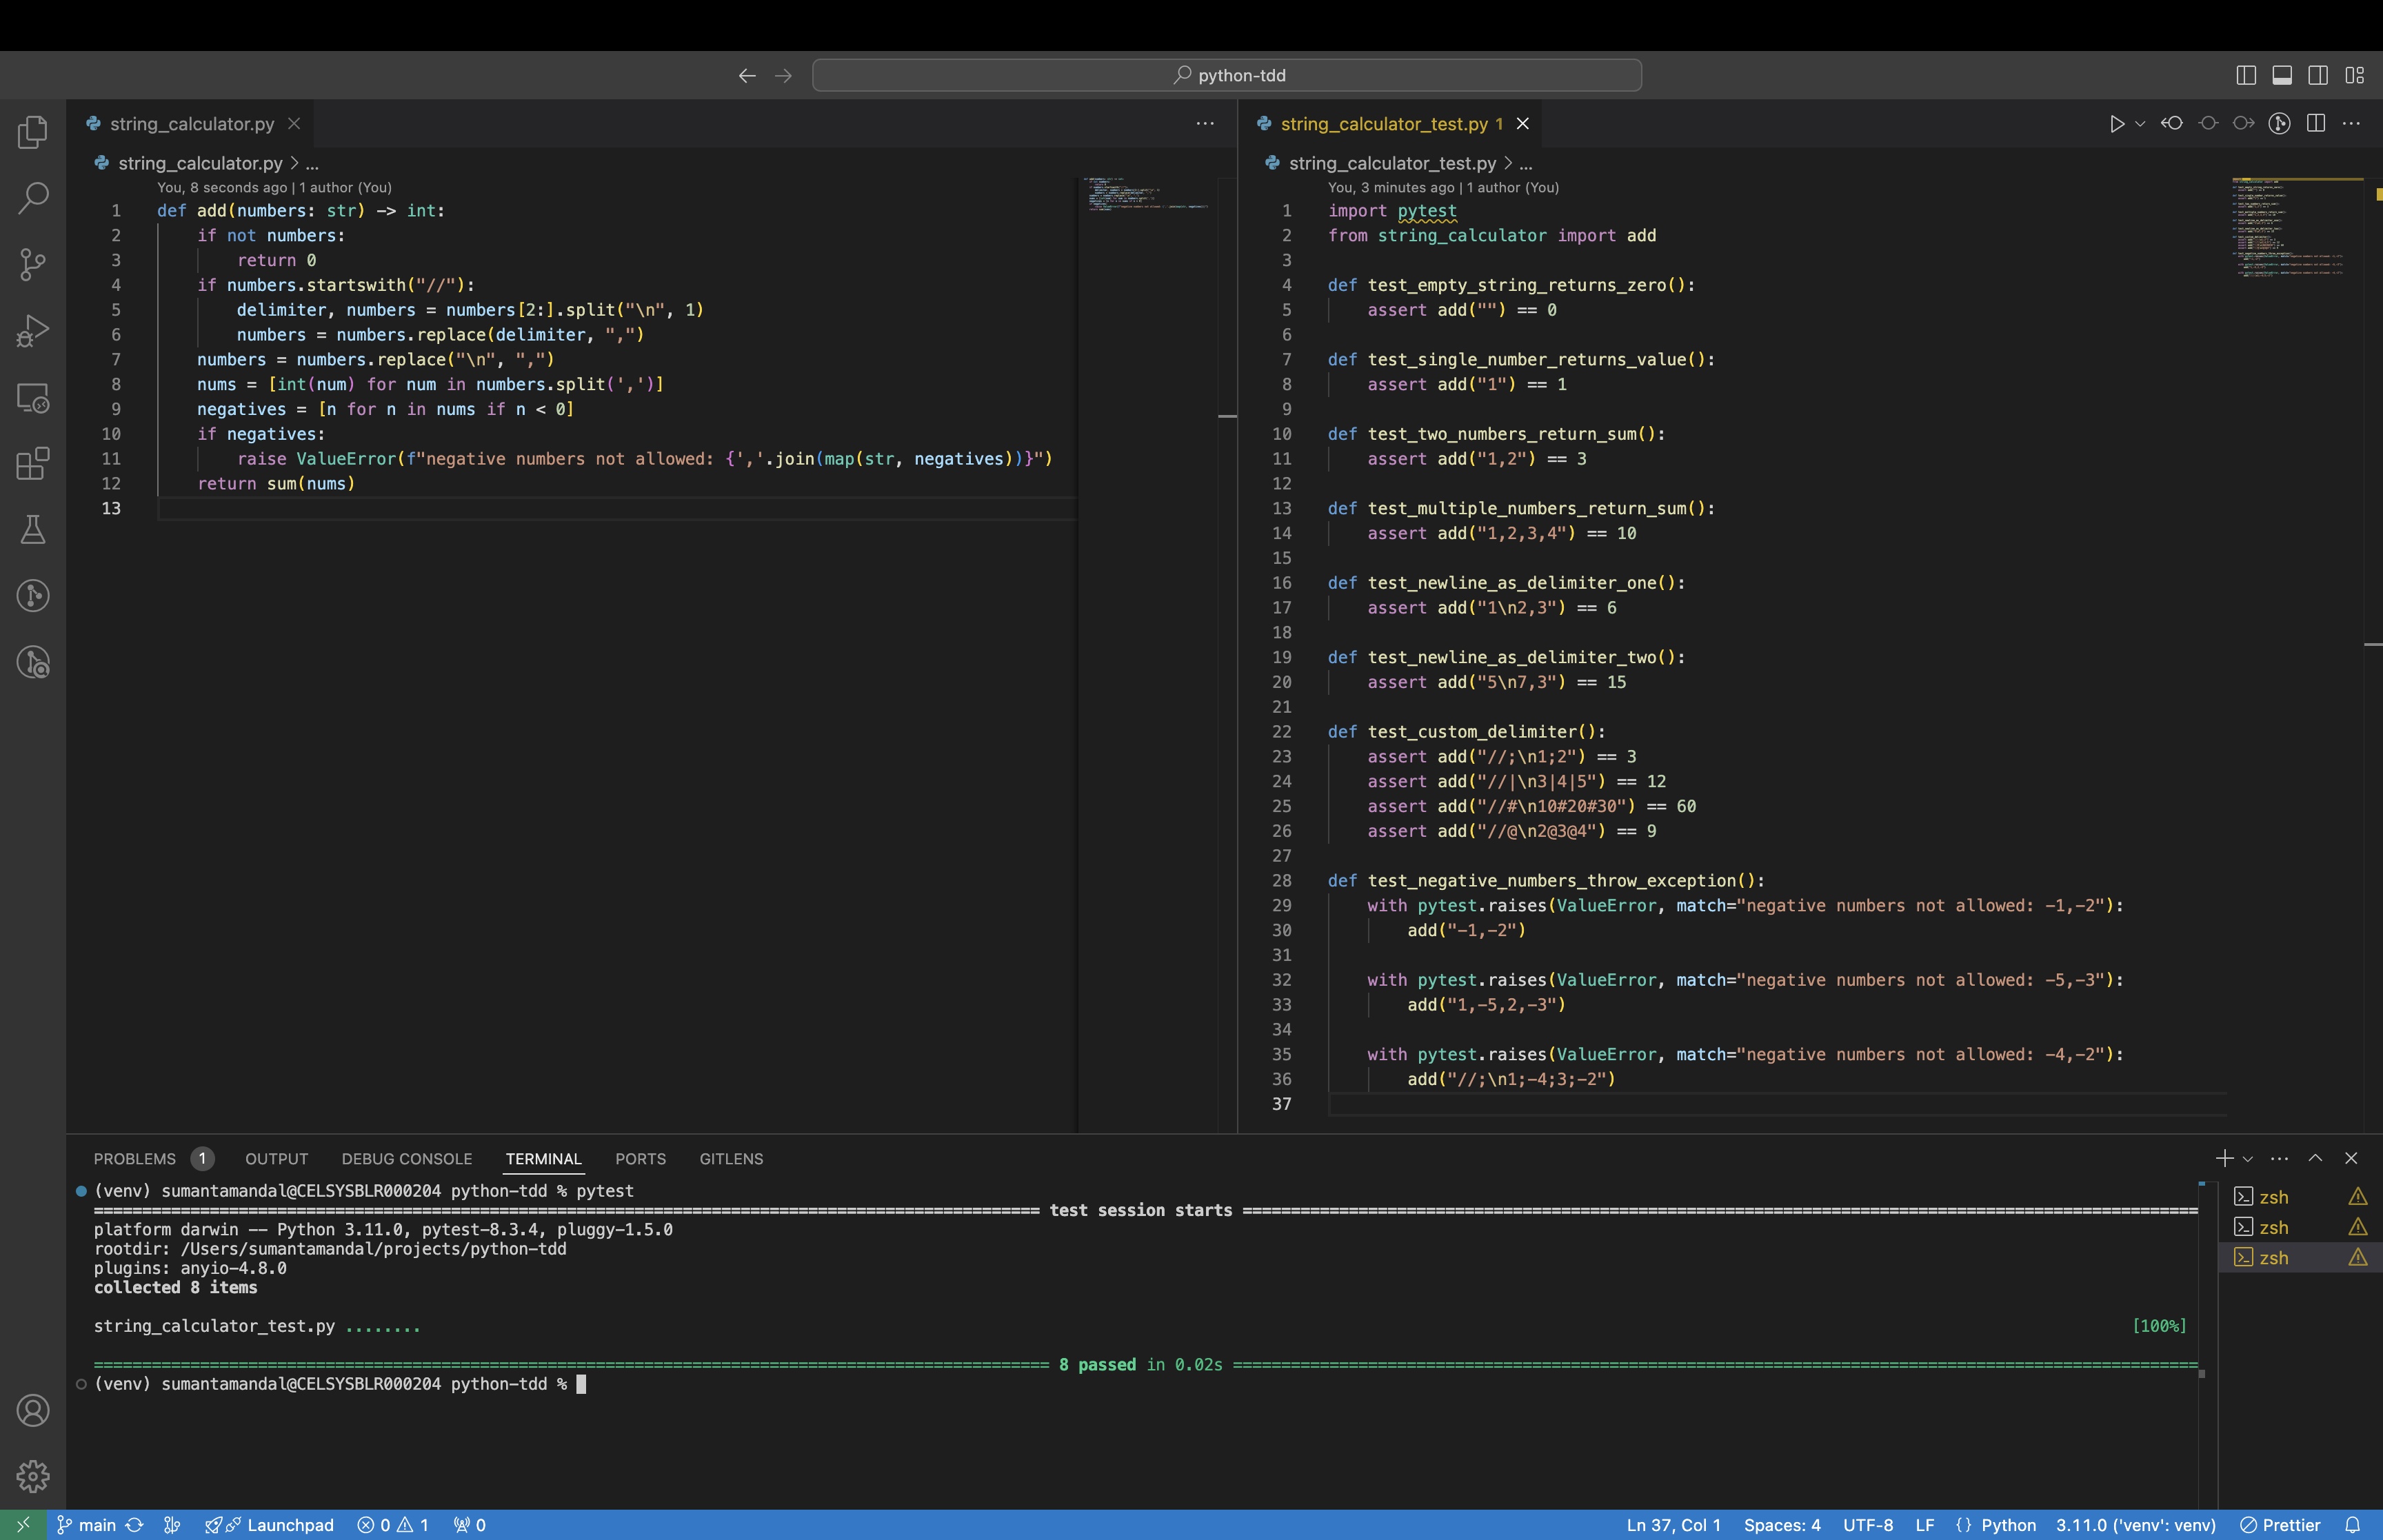 python-tdd
string_calculator.py
string_calculator.py > ...
You, 8 seconds ago | 1 author (You)
1 def add(numbers: str) -> int:
2     if not numbers:
3         return 0
4     if numbers.startswith("//"):
5         delimiter, numbers = numbers[2:].split("\n", 1)
6         numbers = numbers.replace(delimiter, ",")
7     numbers = numbers.replace("\n", ",")
8     nums = [int(num) for num in numbers.split(',')]
9     negatives = [n for n in nums if n < 0]
10     if negatives:
11         raise ValueError(f"negative numbers not allowed: {','.join(map(str, negatives))}")
12     return sum(nums)
13
string_calculator_test.py 1
string_calculator_test.py > ...
You, 3 minutes ago | 1 author (You)
1 import pytest
2 from string_calculator import add
3
4 def test_empty_string_returns_zero():
5     assert add("") == 0
6
7 def test_single_number_returns_value():
8     assert add("1") == 1
9
10 def test_two_numbers_return_sum():
11     assert add("1,2") == 3
12
13 def test_multiple_numbers_return_sum():
14     assert add("1,2,3,4") == 10
15
16 def test_newline_as_delimiter_one():
17     assert add("1\n2,3") == 6
18
19 def test_newline_as_delimiter_two():
20     assert add("5\n7,3") == 15
21
22 def test_custom_delimiter():
23     assert add("//;\n1;2") == 3
24     assert add("//|\n3|4|5") == 12
25     assert add("//#\n10#20#30") == 60
26     assert add("//@\n2@3@4") == 9
27
28 def test_negative_numbers_throw_exception():
29     with pytest.raises(ValueError, match="negative numbers not allowed: -1,-2"):
30         add("-1,-2")
31
32     with pytest.raises(ValueError, match="negative numbers not allowed: -5,-3"):
33         add("1,-5,2,-3")
34
35     with pytest.raises(ValueError, match="negative numbers not allowed: -4,-2"):
36         add("//;\n1;-4;3;-2")
37
PROBLEMS 1 OUTPUT DEBUG CONSOLE TERMINAL PORTS GITLENS
(venv) sumantamandal@CELSYSBLR000204 python-tdd % pytest
test session starts
platform darwin -- Python 3.11.0, pytest-8.3.4, pluggy-1.5.0
rootdir: /Users/sumantamandal/projects/python-tdd
plugins: anyio-4.8.0
collected 8 items
string_calculator_test.py ........ [100%]
8 passed in 0.02s
(venv) sumantamandal@CELSYSBLR000204 python-tdd %
zsh
zsh
zsh
main Launchpad 0 1 0 Ln 37, Col 1 Spaces: 4 UTF-8 LF {} Python 3.11.0 ('venv': venv) Prettier